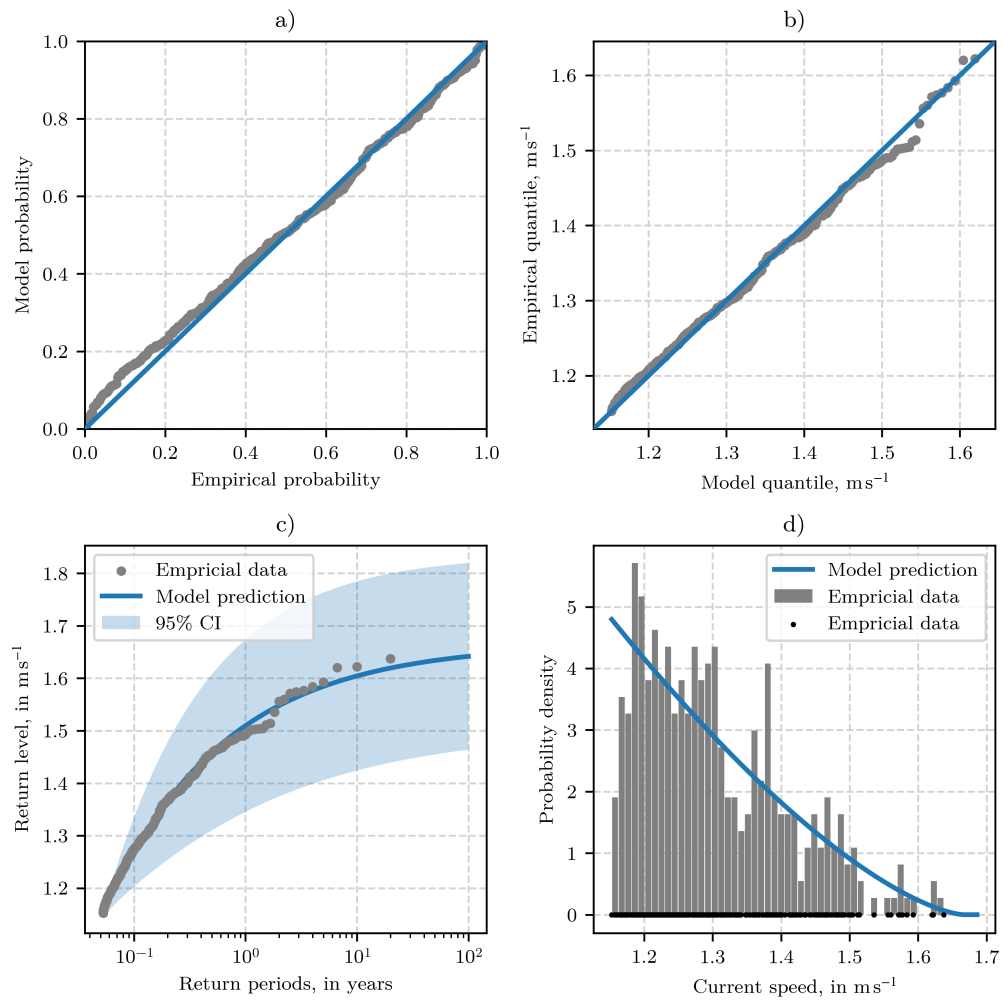 a)
1.0
0.8
0.6
0.4
0.2
0.0
Model probability
0.0 0.2 0.4 0.6 0.8 1.0
Empirical probability
b)
1.6
1.5
1.4
1.3
1.2
Empirical quantile, m s⁻¹
1.2 1.3 1.4 1.5 1.6
Model quantile, m s⁻¹
c)
Empricial data
Model prediction
95% CI
1.8
1.7
1.6
1.5
1.4
1.3
1.2
Return level, in m s⁻¹
10⁻¹ 10⁰ 10¹ 10²
Return periods, in years
d)
Model prediction
Empricial data
Empricial data
5
4
3
2
1
0
Probability density
1.2 1.3 1.4 1.5 1.6 1.7
Current speed, in m s⁻¹